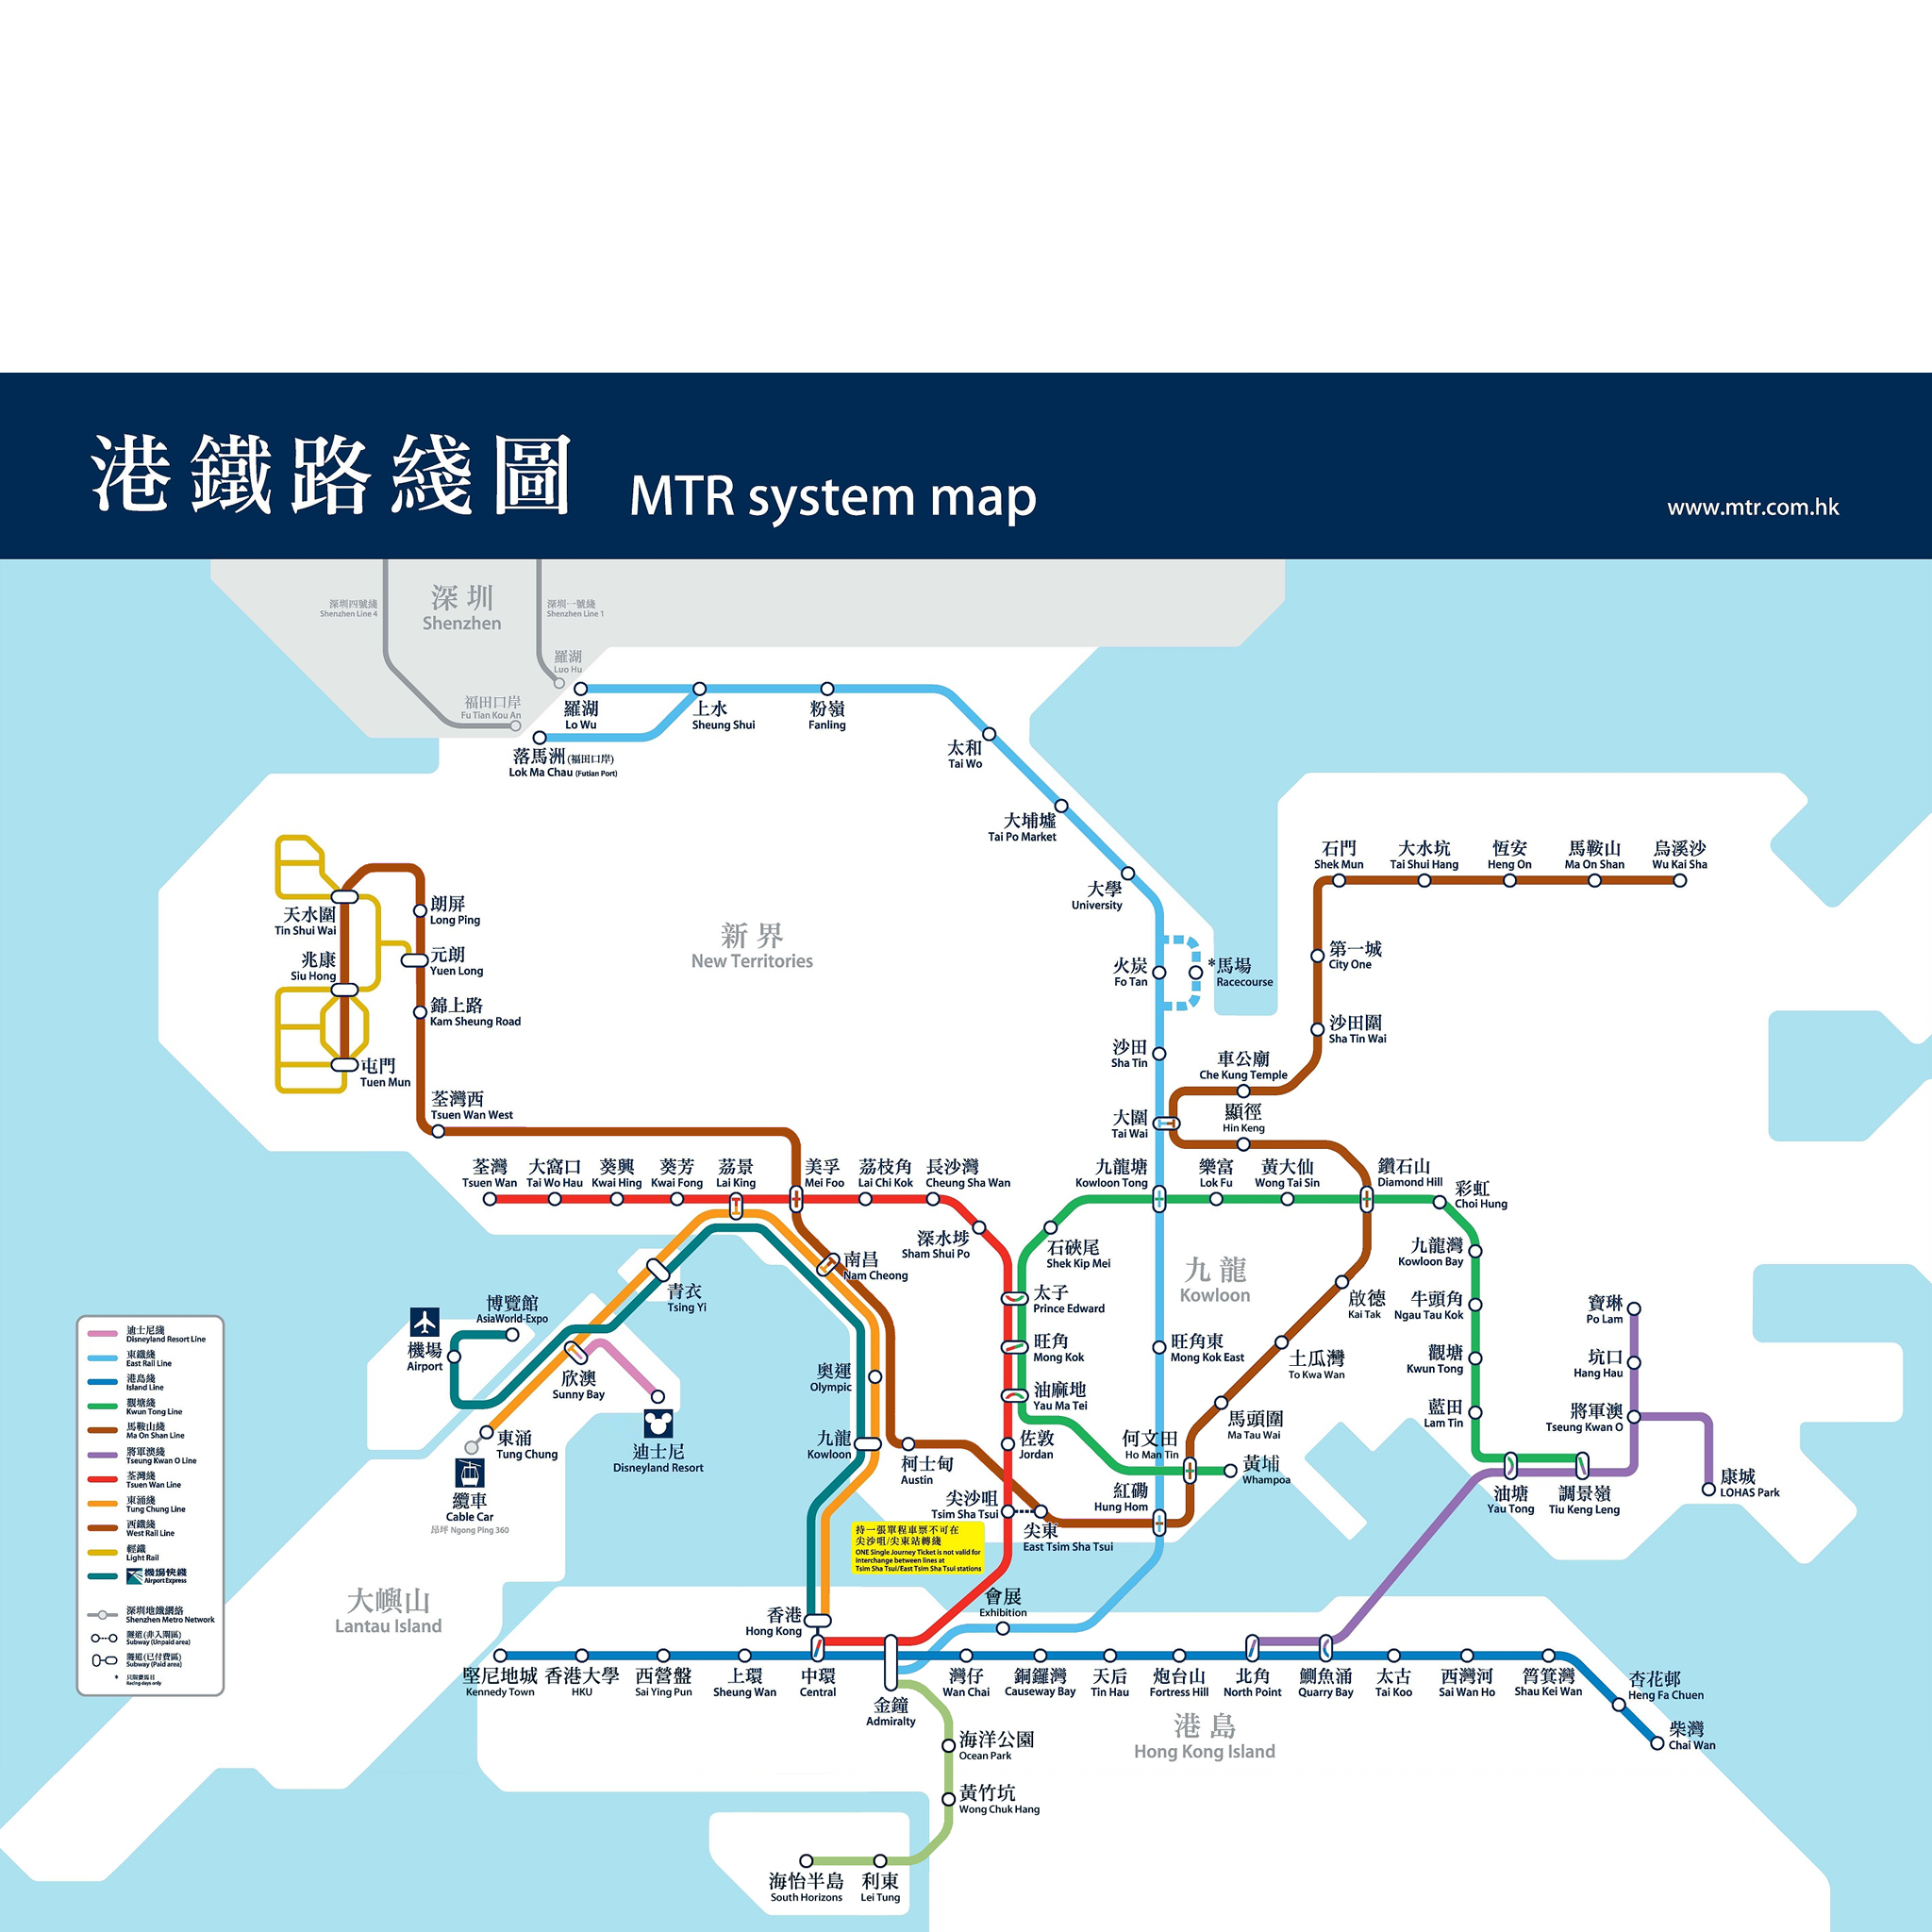 港鐵路綫圖 MTR system map
www.mtr.com.hk
深圳四號綫
Shenzhen Line 4
深圳
Shenzhen
深圳一號綫
Shenzhen Line 1
羅湖
Luo Hu
福田口岸
Fu Tian Kou An
羅湖
Lo Wu
上水
Sheung Shui
粉嶺
Fanling
落馬洲(福田口岸)
Lok Ma Chau (Futian Port)
太和
Tai Wo
大埔墟
Tai Po Market
大學
University
石門
Shek Mun
大水坑
Tai Shui Hang
恆安
Heng On
馬鞍山
Ma On Shan
烏溪沙
Wu Kai Sha
天水圍
Tin Shui Wai
朗屏
Long Ping
兆康
Siu Hong
元朗
Yuen Long
錦上路
Kam Sheung Road
屯門
Tuen Mun
荃灣西
Tsuen Wan West
新界
New Territories
火炭
Fo Tan
*馬場
Racecourse
第一城
City One
沙田
Sha Tin
沙田圍
Sha Tin Wai
車公廟
Che Kung Temple
大圍
Tai Wai
顯徑
Hin Keng
荃灣
Tsuen Wan
大窩口
Tai Wo Hau
葵興
Kwai Hing
葵芳
Kwai Fong
荔景
Lai King
美孚
Mei Foo
荔枝角
Lai Chi Kok
長沙灣
Cheung Sha Wan
九龍塘
Kowloon Tong
樂富
Lok Fu
黃大仙
Wong Tai Sin
鑽石山
Diamond Hill
彩虹
Choi Hung
深水埗
Sham Shui Po
石硤尾
Shek Kip Mei
九龍
Kowloon
九龍灣
Kowloon Bay
南昌
Nam Cheong
青衣
Tsing Yi
太子
Prince Edward
啟德
Kai Tak
牛頭角
Ngau Tau Kok
寶琳
Po Lam
博覽館
AsiaWorld-Expo
機場
Airport
旺角
Mong Kok
旺角東
Mong Kok East
土瓜灣
To Kwa Wan
觀塘
Kwun Tong
坑口
Hang Hau
欣澳
Sunny Bay
奧運
Olympic
油麻地
Yau Ma Tei
馬頭圍
Ma Tau Wai
藍田
Lam Tin
將軍澳
Tseung Kwan O
東涌
Tung Chung
迪士尼
Disneyland Resort
九龍
Kowloon
柯士甸
Austin
佐敦
Jordan
何文田
Ho Man Tin
黃埔
Whampoa
康城
LOHAS Park
纜車
Cable Car
昂坪 Ngong Ping 360
尖沙咀
Tsim Sha Tsui
尖東
East Tsim Sha Tsui
紅磡
Hung Hom
油塘
Yau Tong
調景嶺
Tiu Keng Leng
持一張單程車票不可在
尖沙咀/尖東站轉綫
ONE Single Journey Ticket is not valid for
interchange between lines at
Tsim Sha Tsui/East Tsim Sha Tsui stations
大嶼山
Lantau Island
香港
Hong Kong
會展
Exhibition
堅尼地城
Kennedy Town
香港大學
HKU
西營盤
Sai Ying Pun
上環
Sheung Wan
中環
Central
金鐘
Admiralty
灣仔
Wan Chai
銅鑼灣
Causeway Bay
天后
Tin Hau
炮台山
Fortress Hill
北角
North Point
鰂魚涌
Quarry Bay
太古
Tai Koo
西灣河
Sai Wan Ho
筲箕灣
Shau Kei Wan
杏花邨
Heng Fa Chuen
柴灣
Chai Wan
港島
Hong Kong Island
海洋公園
Ocean Park
黃竹坑
Wong Chuk Hang
海怡半島
South Horizons
利東
Lei Tung
迪士尼綫
Disneyland Resort Line
東鐵綫
East Rail Line
港島綫
Island Line
觀塘綫
Kwun Tong Line
馬鞍山綫
Ma On Shan Line
將軍澳綫
Tseung Kwan O Line
荃灣綫
Tsuen Wan Line
東涌綫
Tung Chung Line
西鐵綫
West Rail Line
輕鐵
Light Rail
機場快綫
Airport Express
深圳地鐵網絡
Shenzhen Metro Network
隧道(非入閘區)
Subway (Unpaid area)
隧道(已付費區)
Subway (Paid area)
* 只限賽馬日
Racing days only